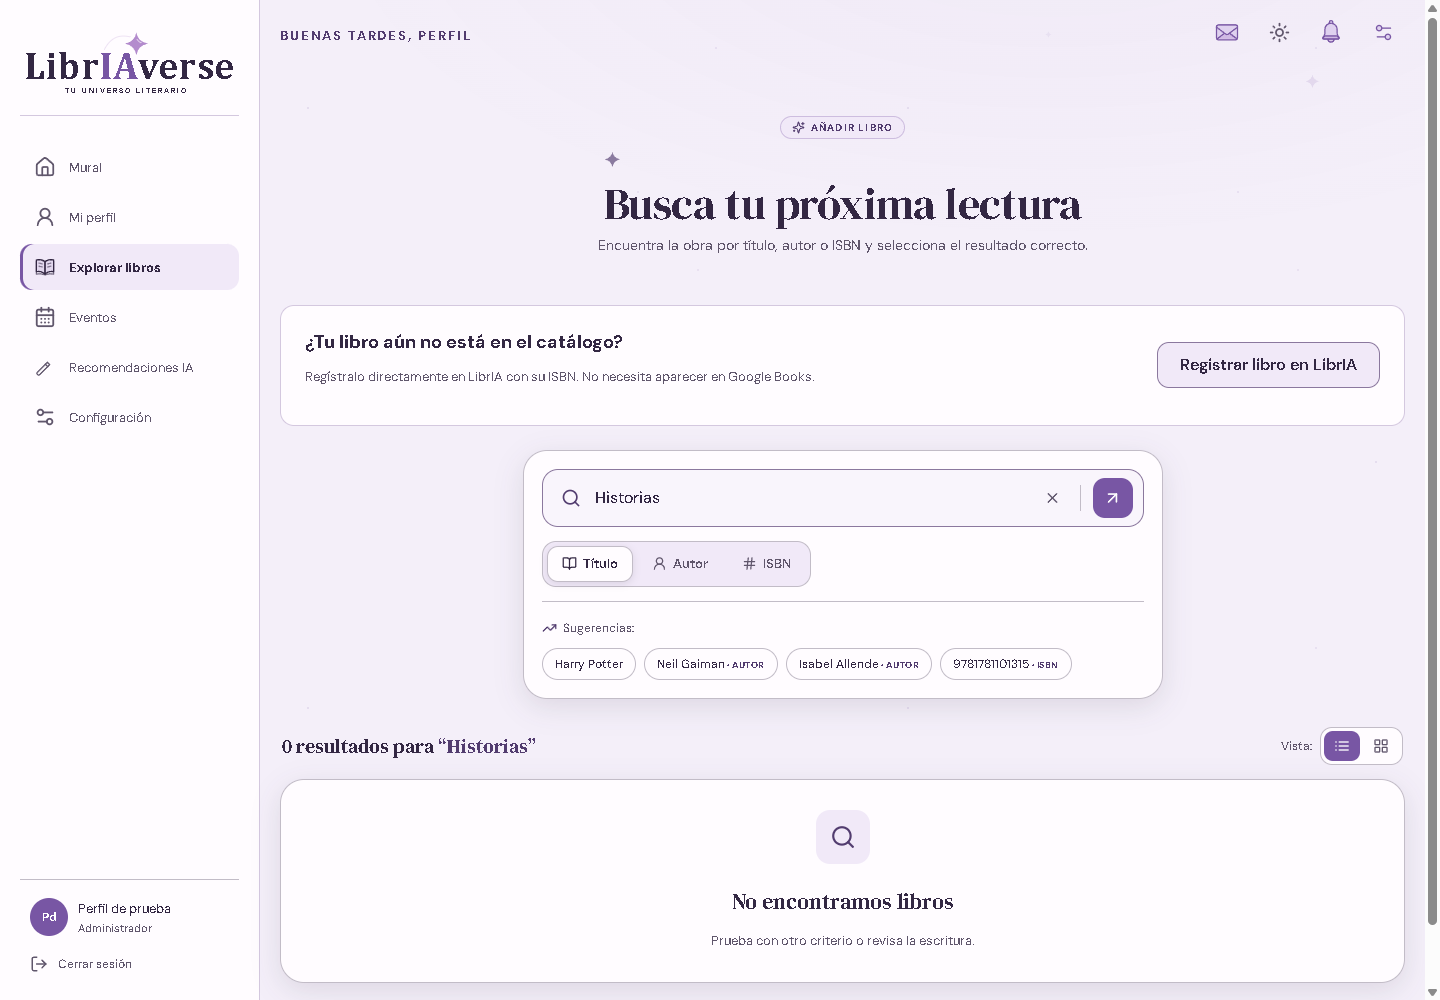 LibrIAverse
TU UNIVERSO LITERARIO
Mural
Mi perfil
Explorar libros
Eventos
Recomendaciones IA
Configuración
Pd
Perfil de prueba
Administrador
Cerrar sesión
BUENAS TARDES, PERFIL
AÑADIR LIBRO
Busca tu próxima lectura
Encuentra la obra por título, autor o ISBN y selecciona el resultado correcto.
¿Tu libro aún no está en el catálogo?
Regístralo directamente en LibrIA con su ISBN. No necesita aparecer en Google Books.
Registrar libro en LibrIA
Historias
Título
Autor
ISBN
Sugerencias:
Harry Potter
Neil Gaiman · AUTOR
Isabel Allende · AUTOR
9781781101315 · ISBN
0 resultados para “Historias”
Vista:
No encontramos libros
Prueba con otro criterio o revisa la escritura.